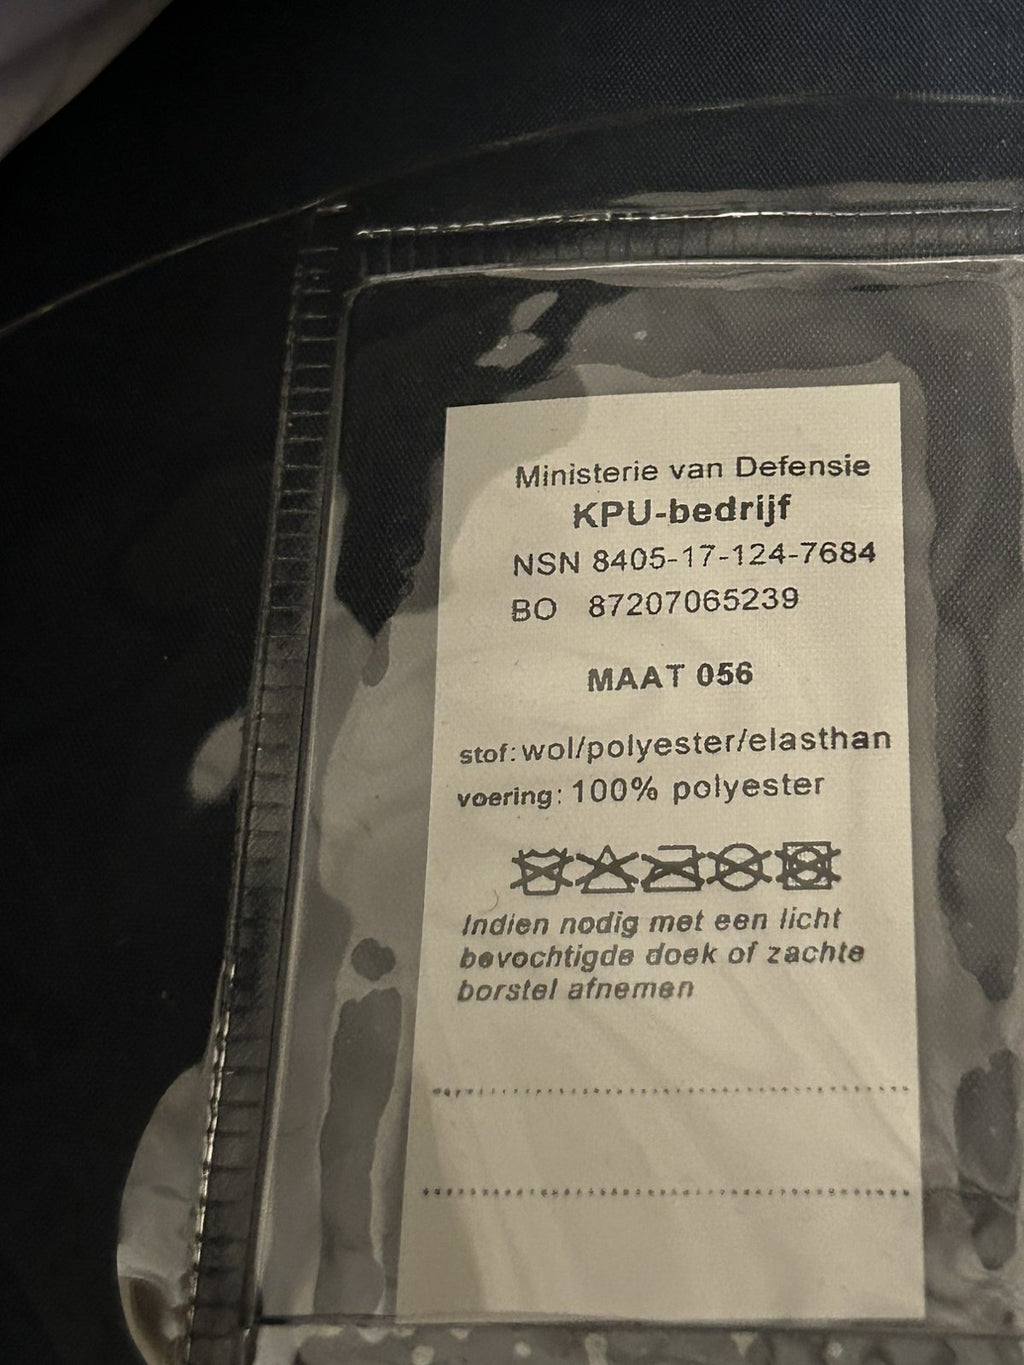 Ministerie van Defensie
KPU-bedrijf
NSN 8405-17-124-7684
BO 87207065239
MAAT 056
stof: wol/polyester/elasthan
voering: 100% polyester
Indien nodig met een licht
bevochtigde doek of zachte
borstel afnemen